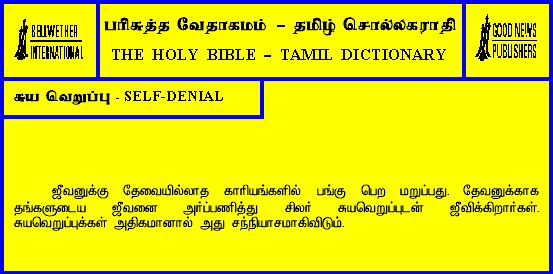 BELLWETHER
INTERNATIONAL
பரிசுத்த வேதாகமம் – தமிழ் சொல்லகராதி
THE HOLY BIBLE – TAMIL DICTIONARY
GOOD NEWS
PUBLISHERS
சுய வெறுப்பு - SELF-DENIAL
ஜீவனுக்கு தேவையில்லாத காரியங்களில் பங்கு பெற மறுப்பது. தேவனுக்காக
தங்களுடைய ஜீவனை அர்ப்பணித்து சிலர் சுயவெறுப்புடன் ஜீவிக்கிறார்கள்.
சுயவெறுப்புக்கள் அதிகமானால் அது சந்நியாசமாகிவிடும்.